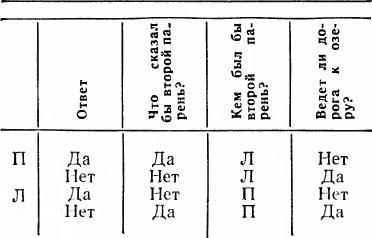 Ответ
Что сказал
бы второй па-
рень?
Кем был бы
второй па-
рень?
Ведет ли до-
рога к озе-
ру?
П Да Да Л Нет
Нет Нет Л Да
Л Да Нет П Нет
Нет Да П Да